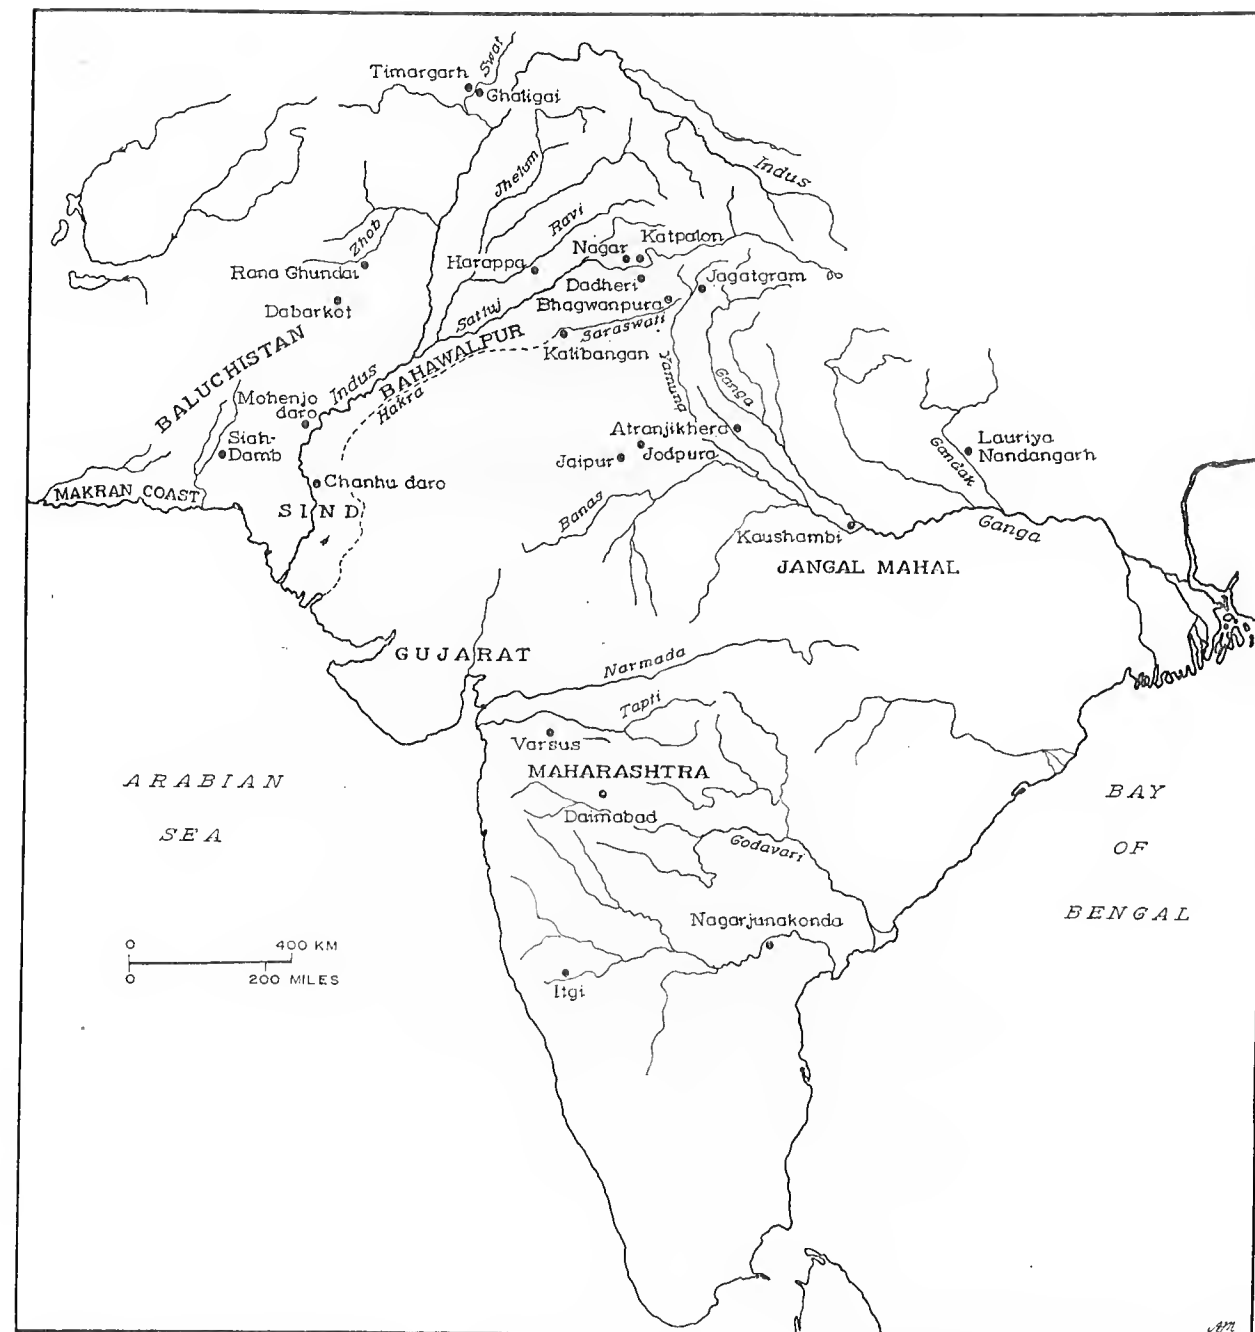 Swat
Timargarh
Ghaligai
Indus
Jhelum
Ravi
Zhob
Nagar
Katpalon
Harappa
Rana Ghundai
Dadheri
Jagatgram
Dabarkot
Bhagwanpura
Satluj
Saraswati
BAHAWALPUR
Kalibangan
BALUCHISTAN
Indus
Hakra
Yamuna
Ganga
Mohenjo
daro
Siah-
Damb
Atranjikhera
Jaipur
Jodpura
Gandak
Lauriya
Nandangarh
MAKRAN COAST
Chanhu daro
SIND
Banas
Kaushambi
Ganga
JANGAL MAHAL
GUJARAT
Narmada
Tapti
Varsus
MAHARASHTRA
ARABIAN
SEA
Daimabad
Godavari
BAY
OF
BENGAL
Nagarjunakonda
0 400 KM
0 200 MILES
Itgi